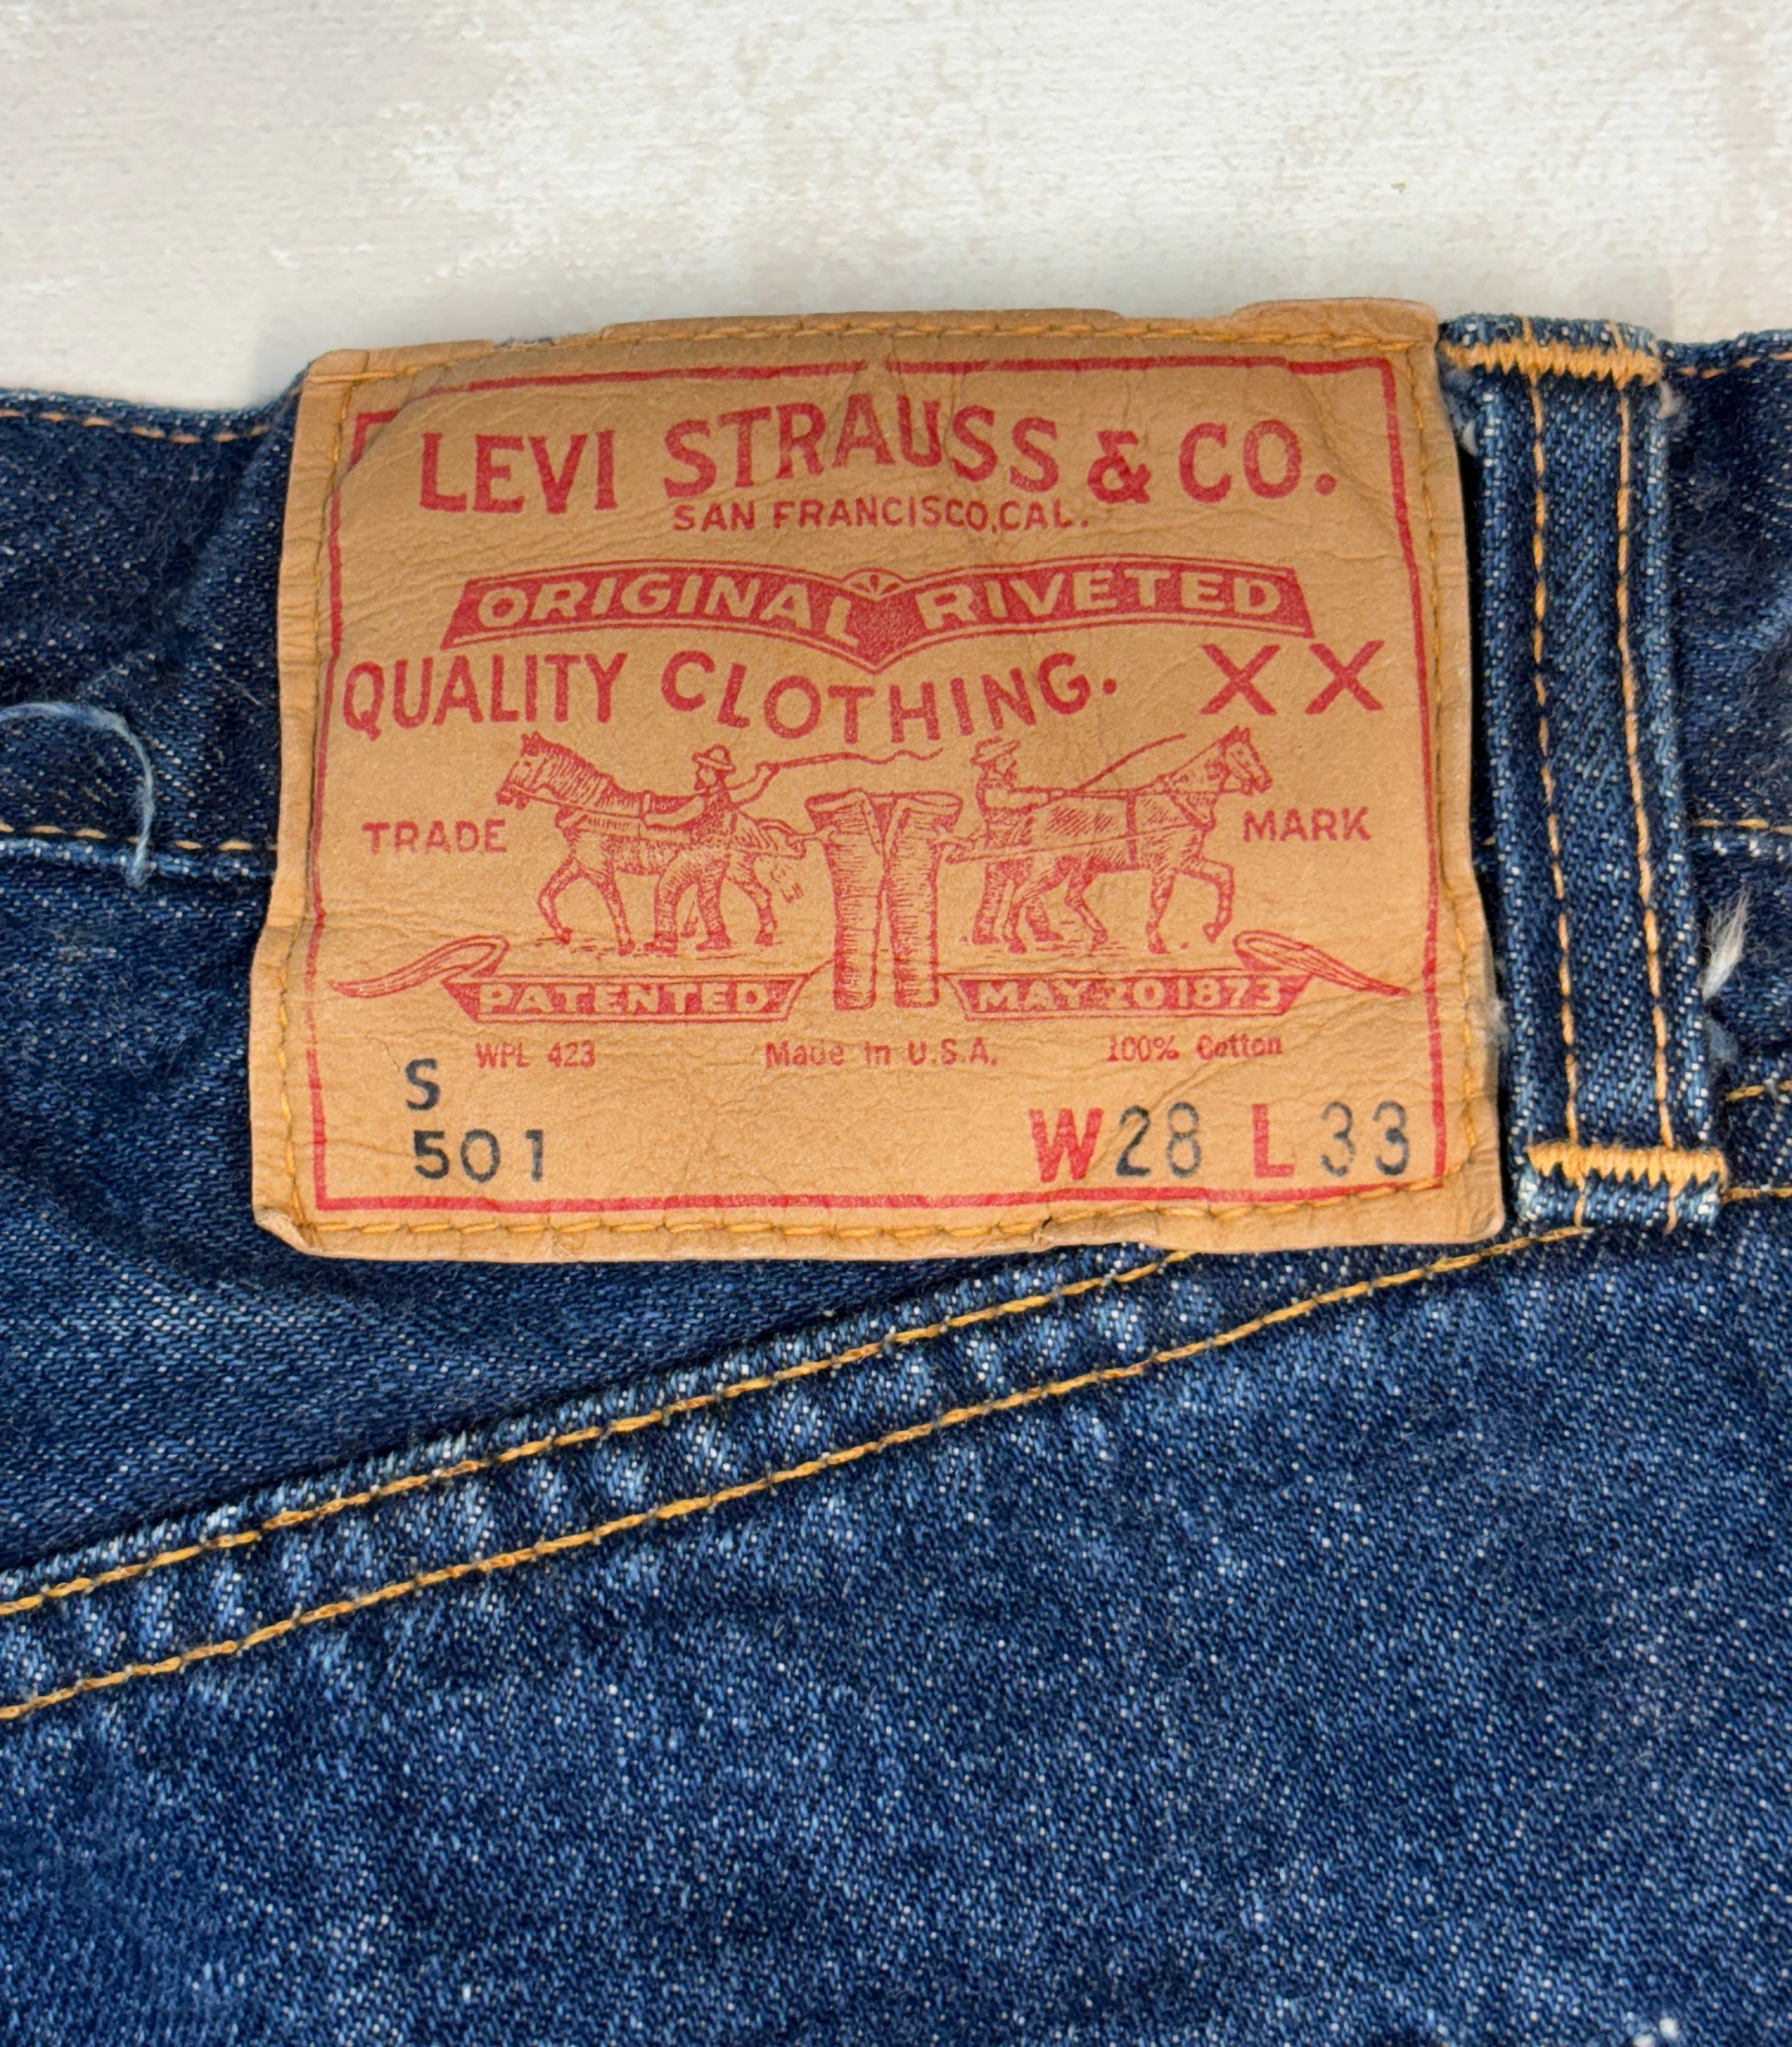 LEVI STRAUSS & CO.
SAN FRANCISCO, CAL.
ORIGINAL RIVETED
QUALITY CLOTHING. XX
TRADE MARK
PATENTED MAY 20 1873
WPL 423 Made in U.S.A. 100% Cotton
S
501 W28 L33